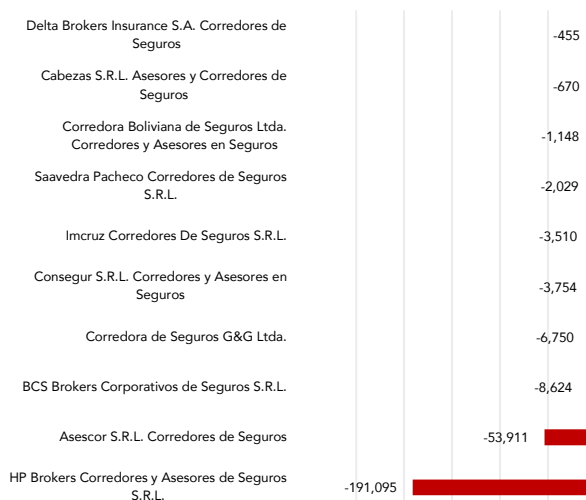 Delta Brokers Insurance S.A. Corredores de
Seguros
-455
Cabezas S.R.L. Asesores y Corredores de
Seguros
-670
Corredora Boliviana de Seguros Ltda.
Corredores y Asesores en Seguros
-1,148
Saavedra Pacheco Corredores de Seguros
S.R.L.
-2,029
Imcruz Corredores De Seguros S.R.L.
-3,510
Consegur S.R.L. Corredores y Asesores en
Seguros
-3,754
Corredora de Seguros G&G Ltda.
-6,750
BCS Brokers Corporativos de Seguros S.R.L.
-8,624
Asescor S.R.L. Corredores de Seguros
-53,911
HP Brokers Corredores y Asesores de Seguros
S.R.L.
-191,095